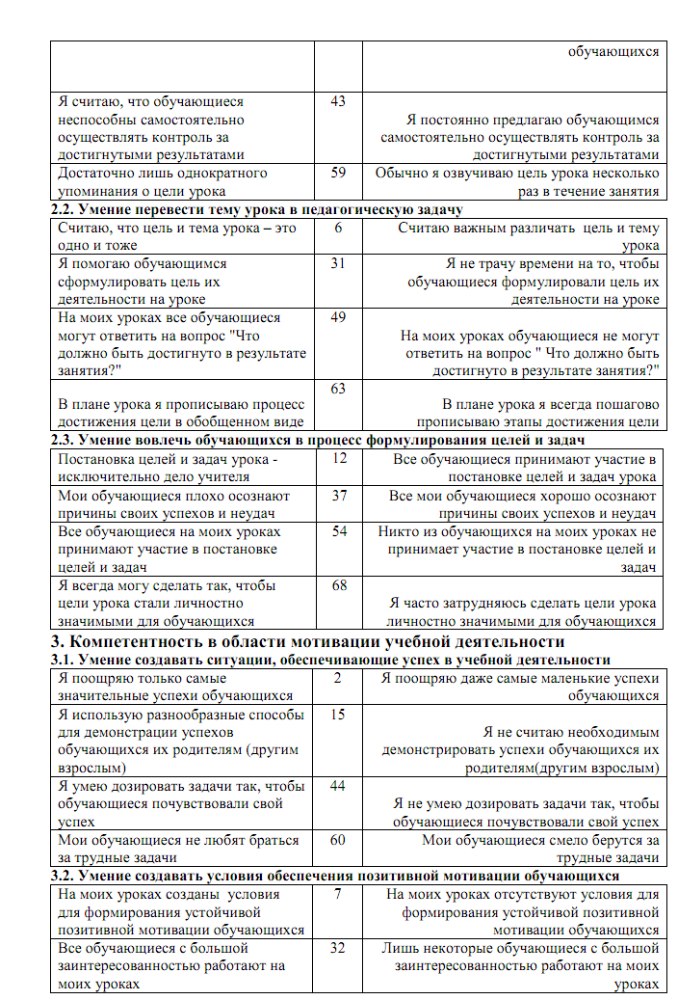 обучающихся
Я считаю, что обучающиеся
неспособны самостоятельно
осуществлять контроль за
достигнутыми результатами
43
Я постоянно предлагаю обучающимся
самостоятельно осуществлять контроль за
достигнутыми результатами
Достаточно лишь однократного
упоминания о цели урока
59
Обычно я озвучиваю цель урока несколько
раз в течение занятия
2.2. Умение перевести тему урока в педагогическую задачу
Считаю, что цель и тема урока – это
одно и тоже
6
Считаю важным различать цель и тему
урока
Я помогаю обучающимся
сформулировать цель их
деятельности на уроке
31
Я не трачу времени на то, чтобы
обучающиеся формулировали цель их
деятельности на уроке
На моих уроках все обучающиеся
могут ответить на вопрос "Что
должно быть достигнуто в результате
занятия?"
49
На моих уроках обучающиеся не могут
ответить на вопрос " Что должно быть
достигнуто в результате занятия?"
В плане урока я прописываю процесс
достижения цели в обобщенном виде
63
В плане урока я всегда пошагово
прописываю этапы достижения цели
2.3. Умение вовлечь обучающихся в процесс формулирования целей и задач
Постановка целей и задач урока -
исключительно дело учителя
12
Все обучающиеся принимают участие в
постановке целей и задач урока
Мои обучающиеся плохо осознают
причины своих успехов и неудач
37
Все мои обучающиеся хорошо осознают
причины своих успехов и неудач
Все обучающиеся на моих уроках
принимают участие в постановке
целей и задач
54
Никто из обучающихся на моих уроках не
принимает участие в постановке целей и
задач
Я всегда могу сделать так, чтобы
цели урока стали личностно
значимыми для обучающихся
68
Я часто затрудняюсь сделать цели урока
личностно значимыми для обучающихся
3. Компетентность в области мотивации учебной деятельности
3.1. Умение создавать ситуации, обеспечивающие успех в учебной деятельности
Я поощряю только самые
значительные успехи обучающихся
2
Я поощряю даже самые маленькие успехи
обучающихся
Я использую разнообразные способы
для демонстрации успехов
обучающихся их родителям (другим
взрослым)
15
Я не считаю необходимым
демонстрировать успехи обучающихся их
родителям(другим взрослым)
Я умею дозировать задачи так, чтобы
обучающиеся почувствовали свой
успех
44
Я не умею дозировать задачи так, чтобы
обучающиеся почувствовали свой успех
Мои обучающиеся не любят браться
за трудные задачи
60
Мои обучающиеся смело берутся за
трудные задачи
3.2. Умение создавать условия обеспечения позитивной мотивации обучающихся
На моих уроках созданы условия
для формирования устойчивой
позитивной мотивации обучающихся
7
На моих уроках отсутствуют условия для
формирования устойчивой позитивной
мотивации обучающихся
Все обучающиеся с большой
заинтересованностью работают на
моих уроках
32
Лишь некоторые обучающиеся с большой
заинтересованностью работают на моих
уроках